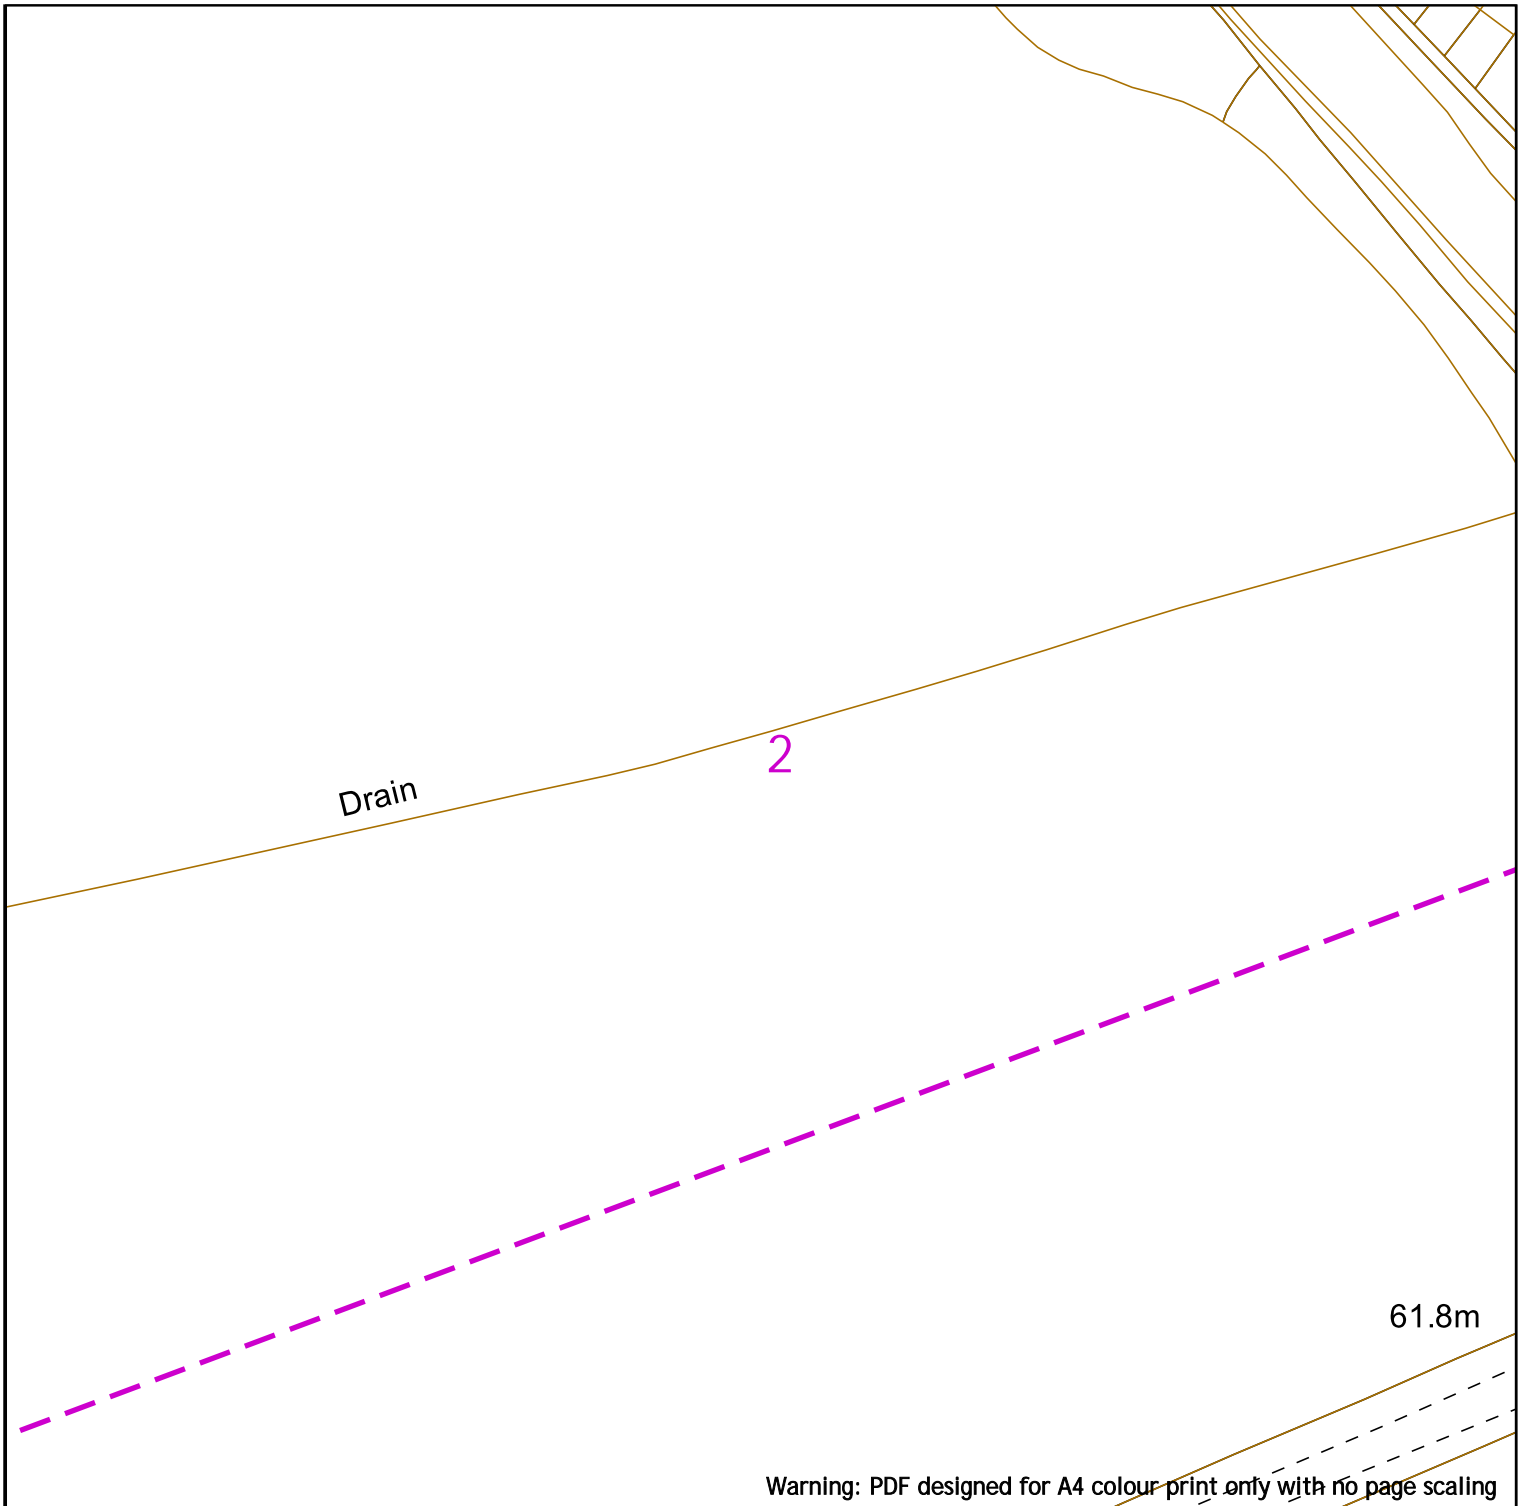 2
Drain
61.8m
Warning: PDF designed for A4 colour print only with no page scaling